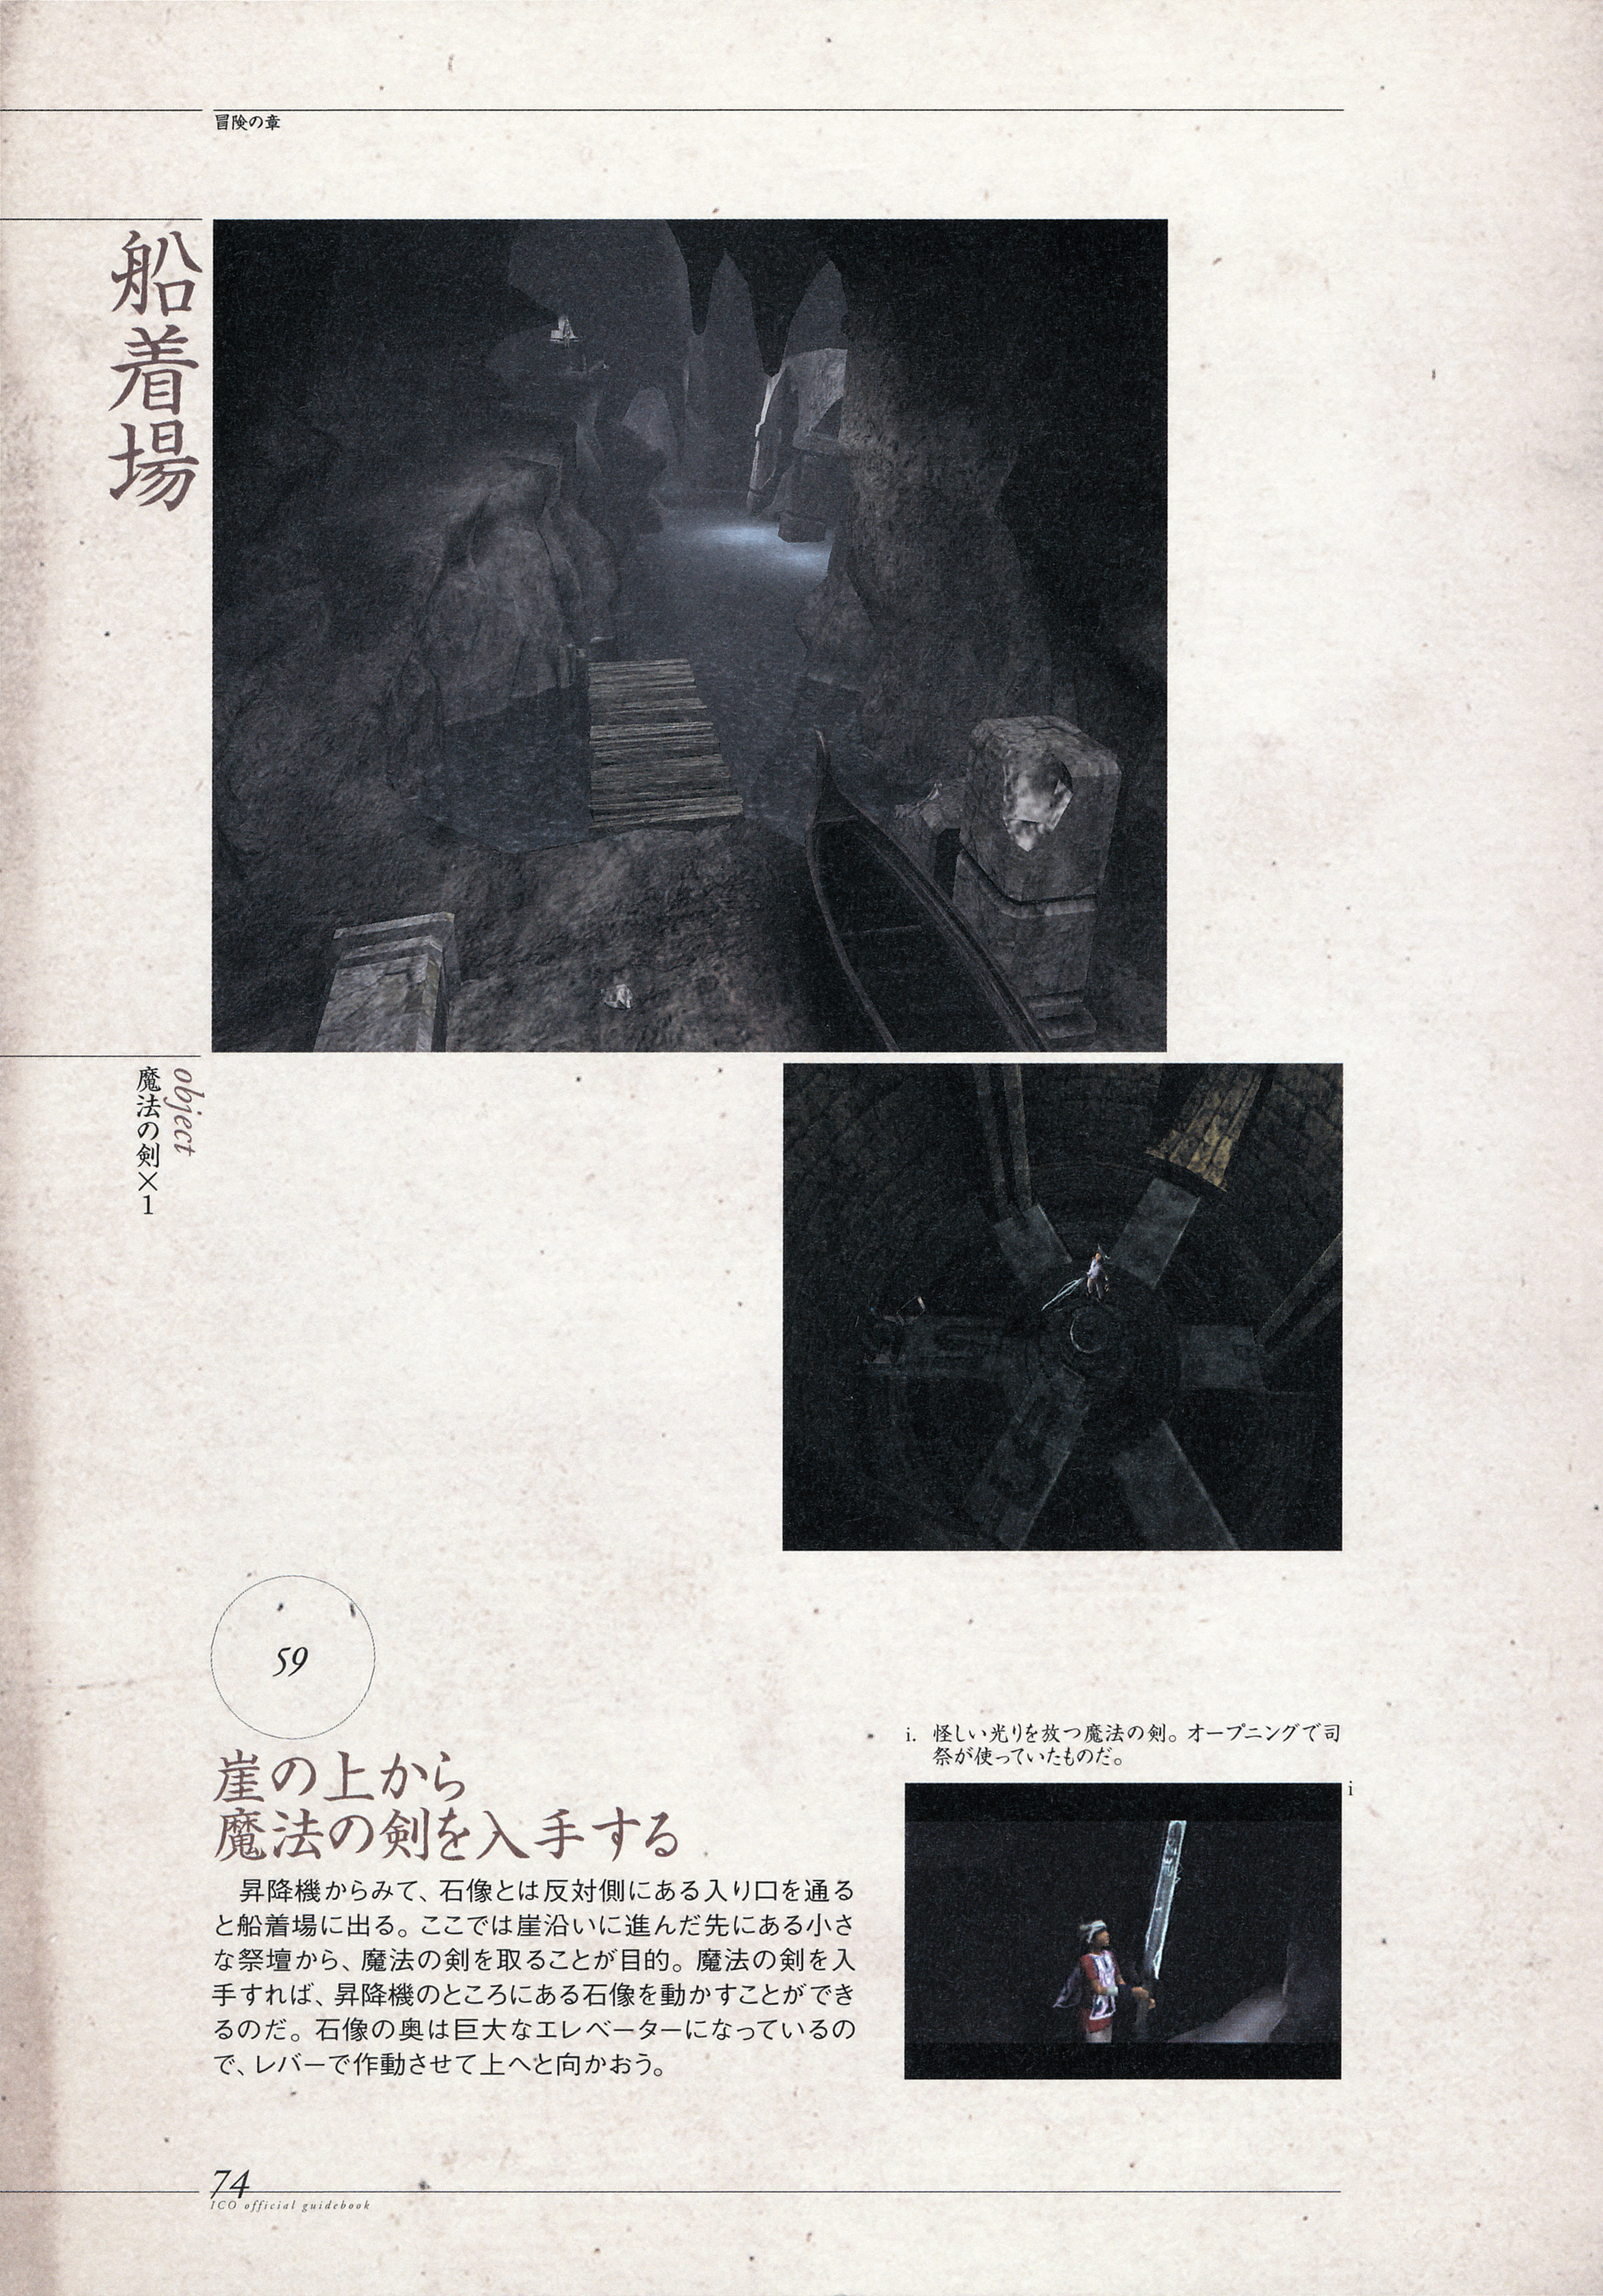 冒険の章
船着場
object
魔法の剣×1
59
崖の上から
魔法の剣を入手する
昇降機からみて、石像とは反対側にある入り口を通る
と船着場に出る。ここでは崖沿いに進んだ先にある小さ
な祭壇から、魔法の剣を取ることが目的。魔法の剣を入
手すれば、昇降機のところにある石像を動かすことができ
るのだ。石像の奥は巨大なエレベーターになっているの
で、レバーで作動させて上へと向かおう。
i. 怪しい光りを放つ魔法の剣。オープニングで司
祭が使っていたものだ。
i
74
ICO official guidebook